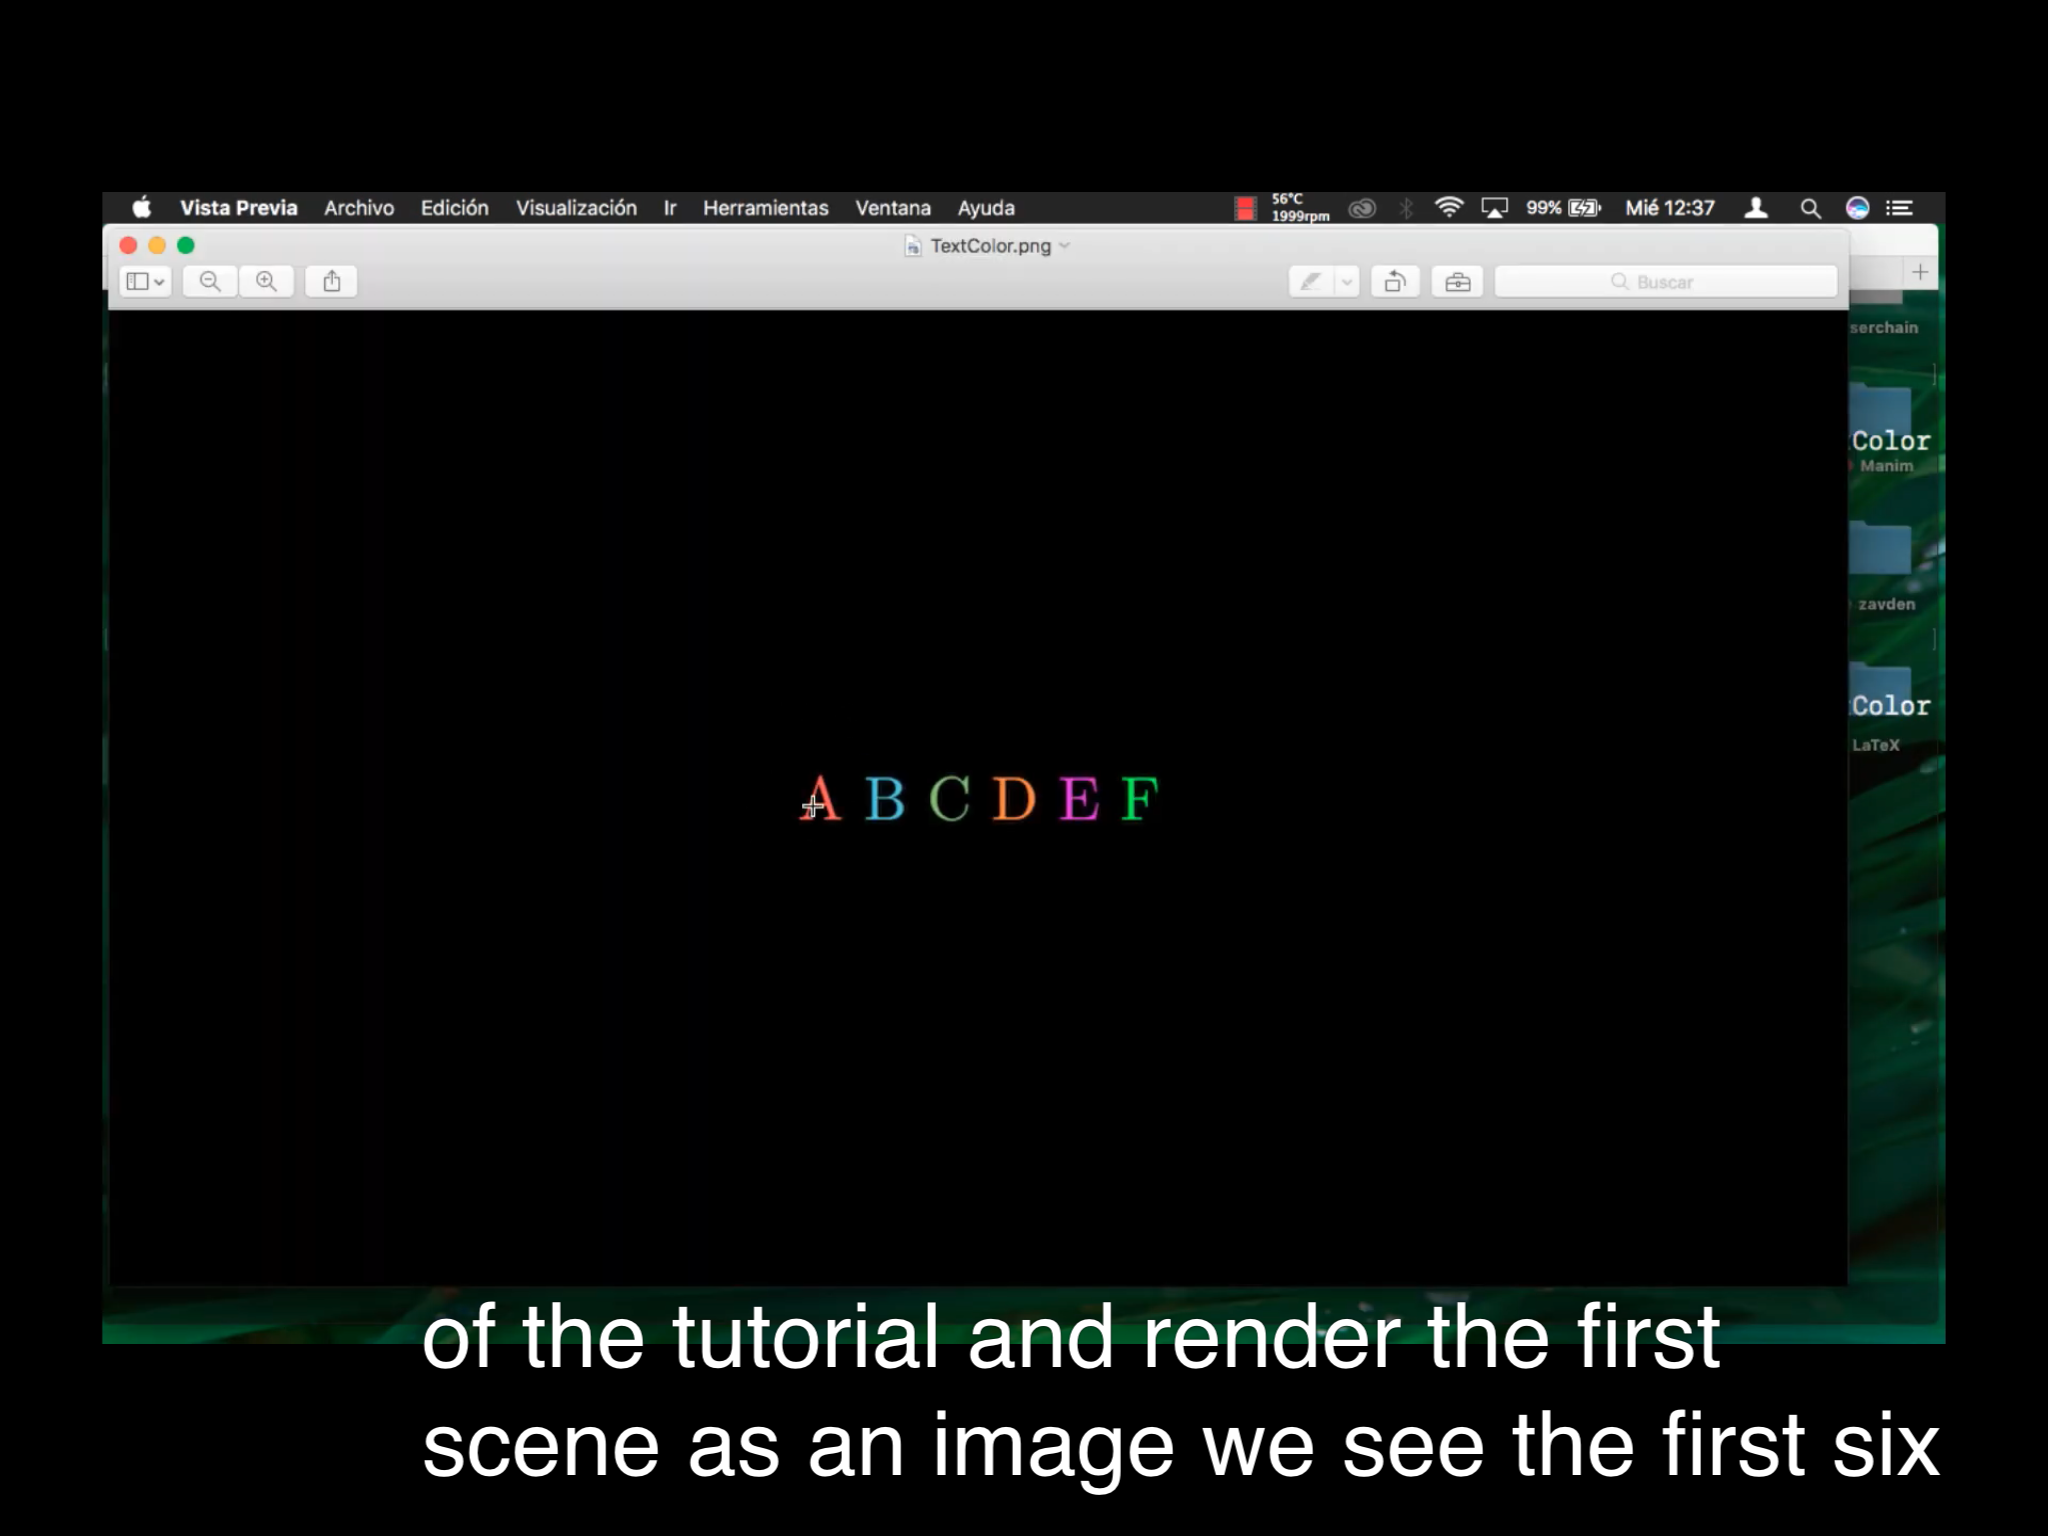 Vista Previa Archivo Edición Visualización Ir Herramientas Ventana Ayuda 56°C 1999rpm 99% Mié 12:37
TextColor.png
Buscar
serchain
Color
Manim
zavden
Color
LaTeX
A B C D E F
of the tutorial and render the first
scene as an image we see the first six